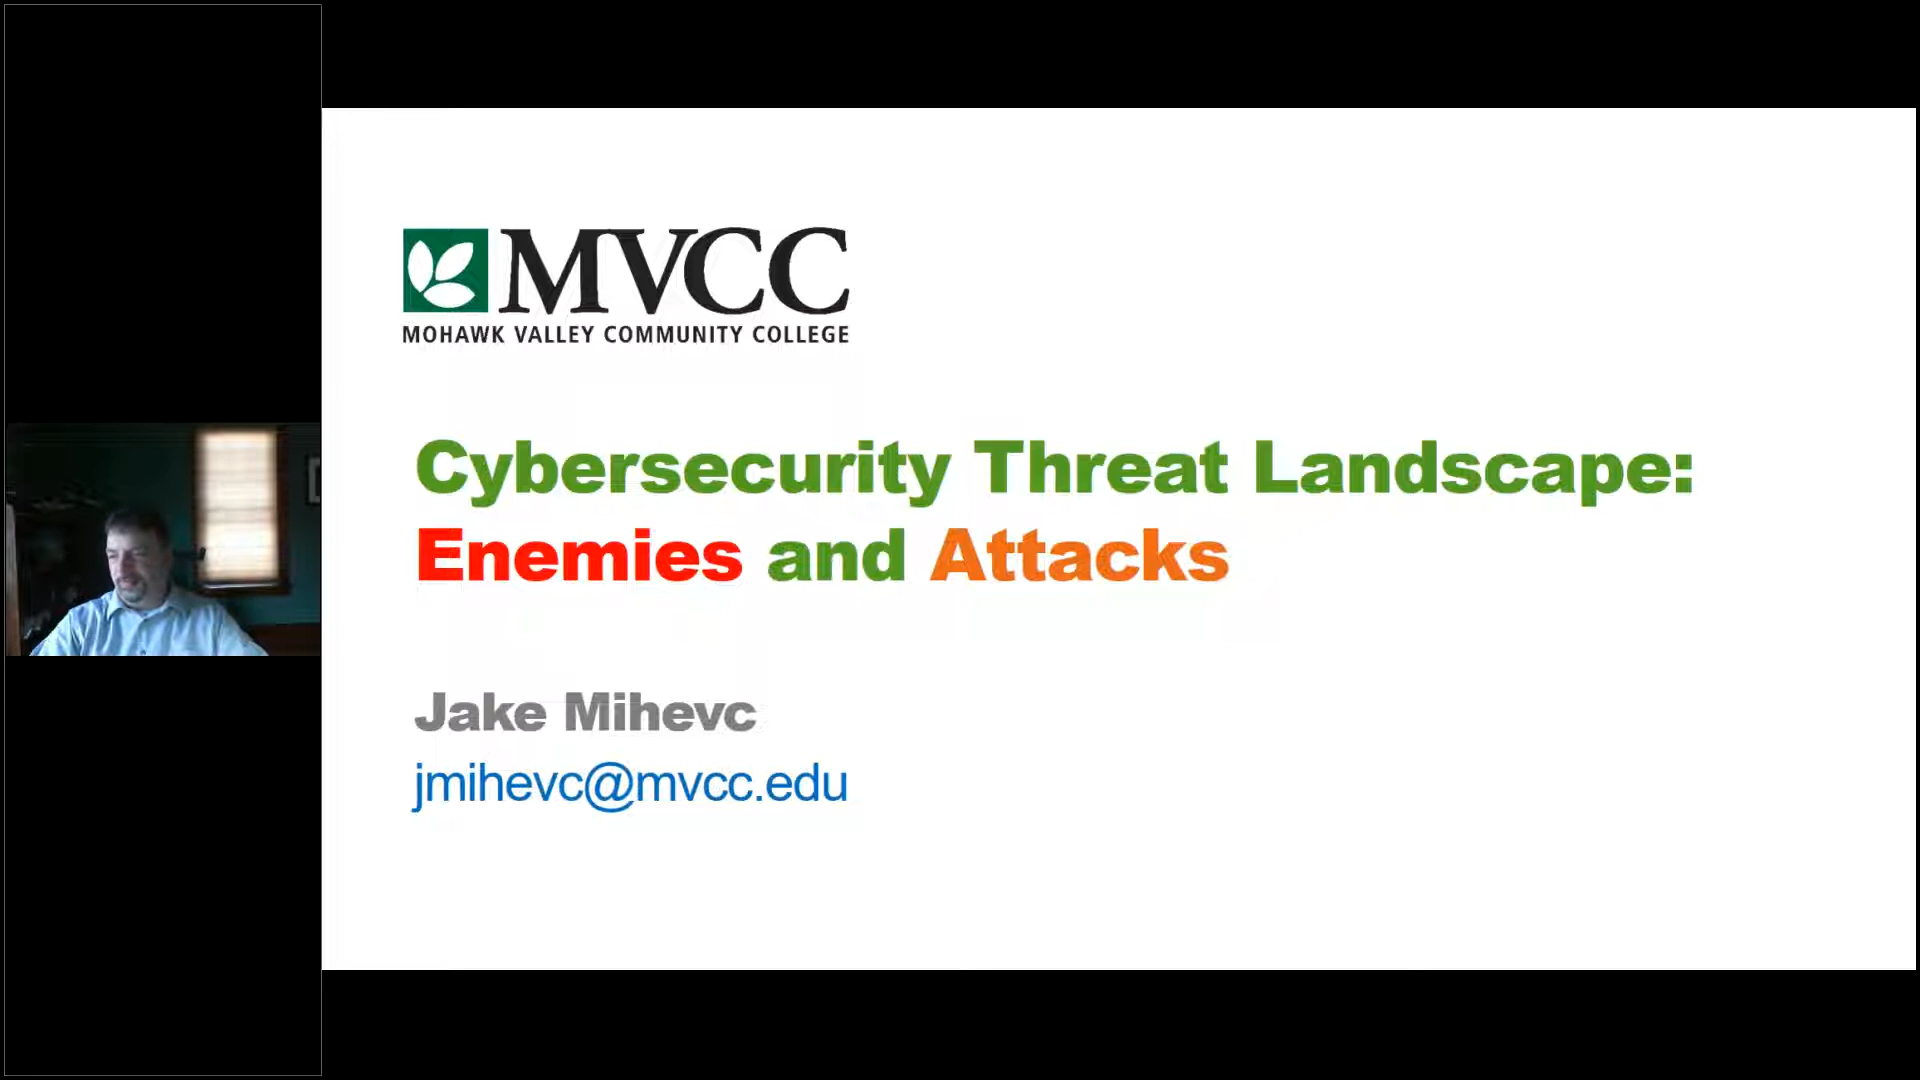 MVCC
MOHAWK VALLEY COMMUNITY COLLEGE
Cybersecurity Threat Landscape:
Enemies and Attacks
Jake Mihevc
jmihevc@mvcc.edu